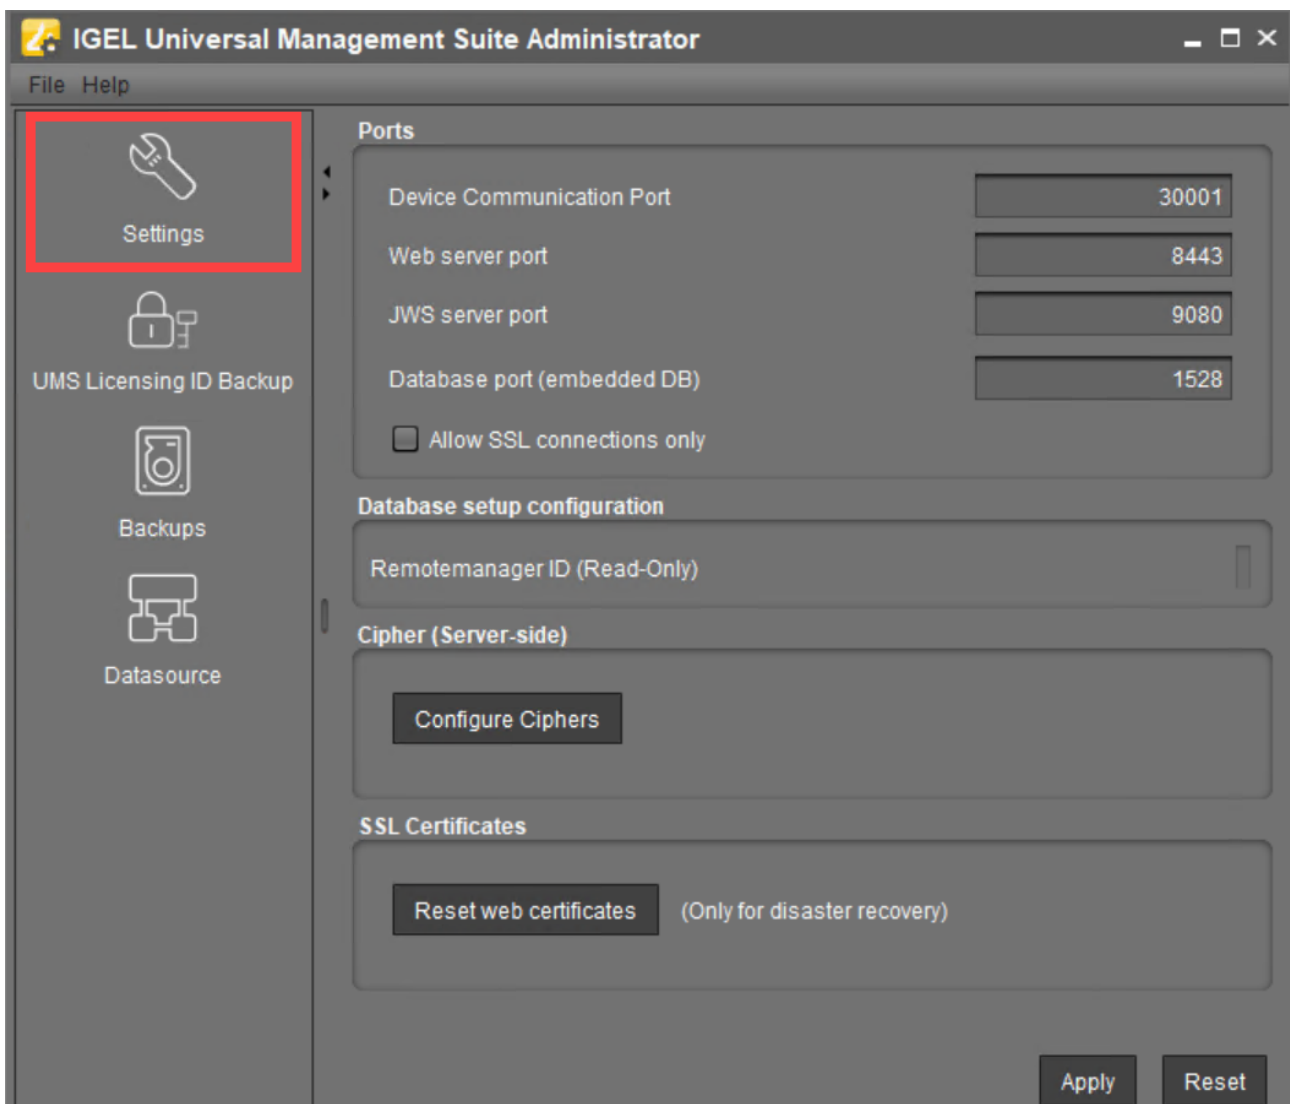 IGEL Universal Management Suite Administrator
File Help
Settings
UMS Licensing ID Backup
Backups
Datasource
Ports
Device Communication Port 30001
Web server port 8443
JWS server port 9080
Database port (embedded DB) 1528
Allow SSL connections only
Database setup configuration
Remotemanager ID (Read-Only)
Cipher (Server-side)
Configure Ciphers
SSL Certificates
Reset web certificates (Only for disaster recovery)
Apply Reset